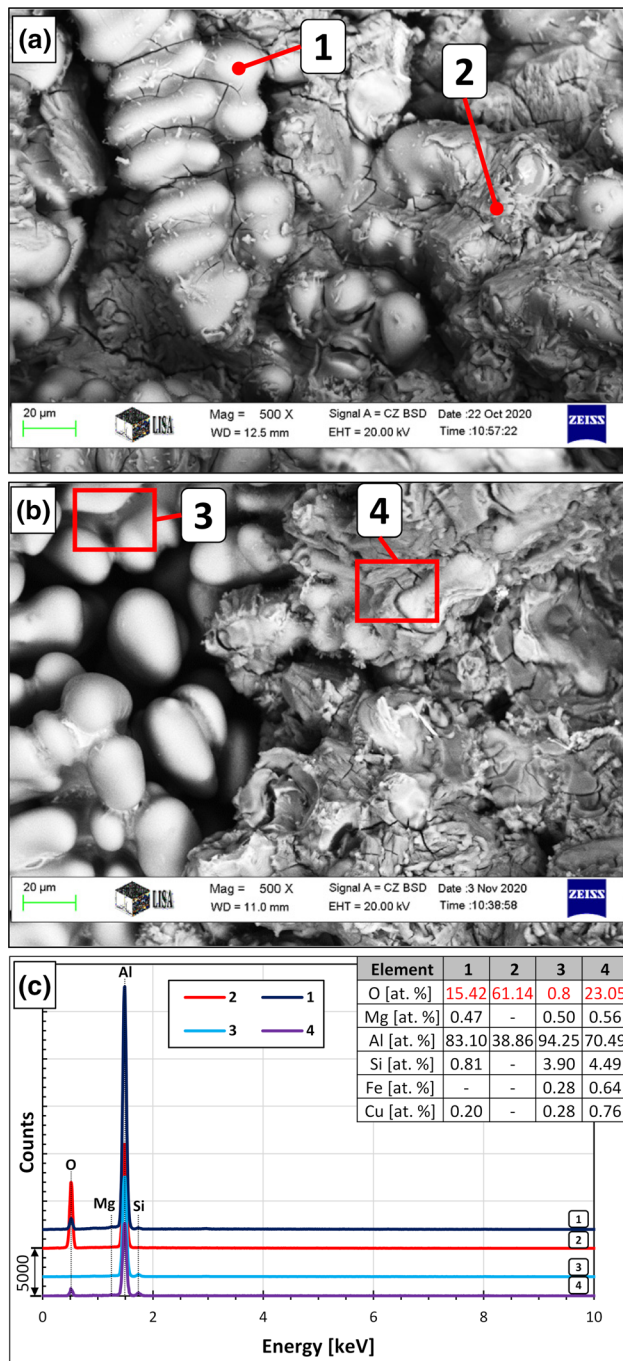 (a)
1
2
20 µm
LISA
Mag = 500 X
WD = 12.5 mm
Signal A = CZ BSD
EHT = 20.00 kV
Date :22 Oct 2020
Time :10:57:22
ZEISS
(b)
3
4
20 µm
LISA
Mag = 500 X
WD = 11.0 mm
Signal A = CZ BSD
EHT = 20.00 kV
Date :3 Nov 2020
Time :10:38:58
ZEISS
(c)
Al
2 1
3 4
Element 1 2 3 4
O [at. %] 15.42 61.14 0.8 23.05
Mg [at. %] 0.47 - 0.50 0.56
Al [at. %] 83.10 38.86 94.25 70.49
Si [at. %] 0.81 - 3.90 4.49
Fe [at. %] - - 0.28 0.64
Cu [at. %] 0.20 - 0.28 0.76
Counts
O
Mg
Si
1
2
3
4
5000
0 2 4 6 8 10
Energy [keV]